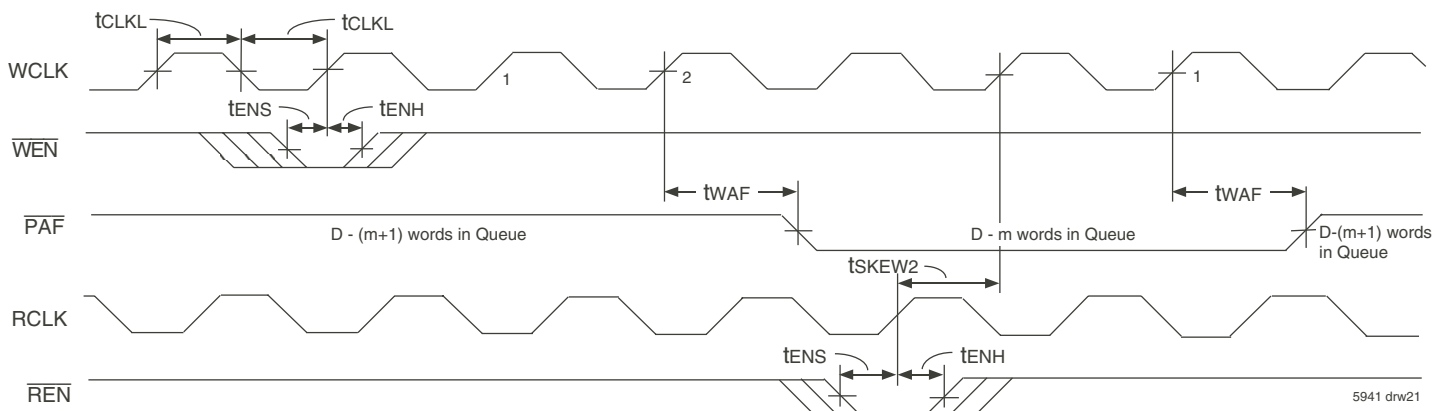 tCLKL tCLKL
WCLK 1 2 1
tENS tENH
WEN
tWAF tWAF
PAF
D - (m+1) words in Queue D - m words in Queue D-(m+1) words
in Queue
tSKEW2
RCLK
tENS tENH
REN
5941 drw21